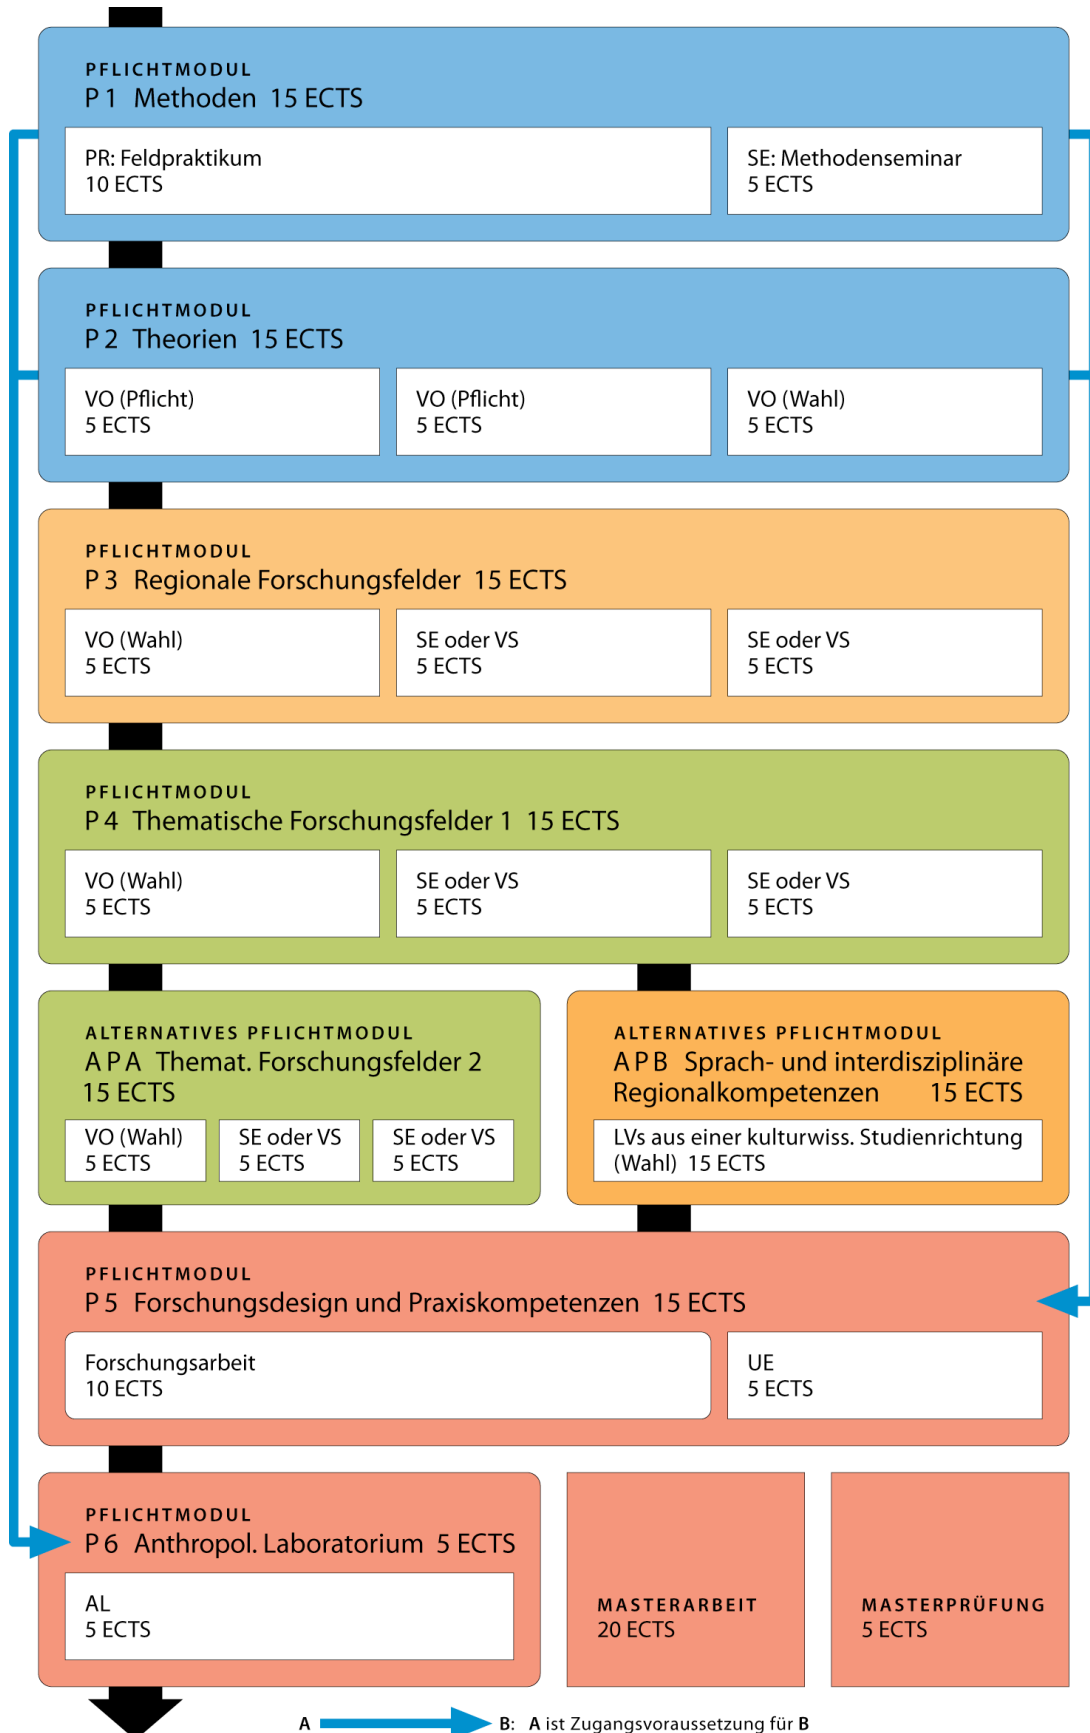 PFLICHTMODUL
P 1 Methoden 15 ECTS
PR: Feldpraktikum
10 ECTS
SE: Methodenseminar
5 ECTS
PFLICHTMODUL
P 2 Theorien 15 ECTS
VO (Pflicht)
5 ECTS
VO (Pflicht)
5 ECTS
VO (Wahl)
5 ECTS
PFLICHTMODUL
P 3 Regionale Forschungsfelder 15 ECTS
VO (Wahl)
5 ECTS
SE oder VS
5 ECTS
SE oder VS
5 ECTS
PFLICHTMODUL
P 4 Thematische Forschungsfelder 1 15 ECTS
VO (Wahl)
5 ECTS
SE oder VS
5 ECTS
SE oder VS
5 ECTS
ALTERNATIVES PFLICHTMODUL
A P A Themat. Forschungsfelder 2
15 ECTS
VO (Wahl)
5 ECTS
SE oder VS
5 ECTS
SE oder VS
5 ECTS
ALTERNATIVES PFLICHTMODUL
A P B Sprach- und interdisziplinäre
Regionalkompetenzen 15 ECTS
LVs aus einer kulturwiss. Studienrichtung
(Wahl) 15 ECTS
PFLICHTMODUL
P 5 Forschungsdesign und Praxiskompetenzen 15 ECTS
Forschungsarbeit
10 ECTS
UE
5 ECTS
PFLICHTMODUL
P 6 Anthropol. Laboratorium 5 ECTS
AL
5 ECTS
MASTERARBEIT
20 ECTS
MASTERPRÜFUNG
5 ECTS
A B: A ist Zugangsvoraussetzung für B